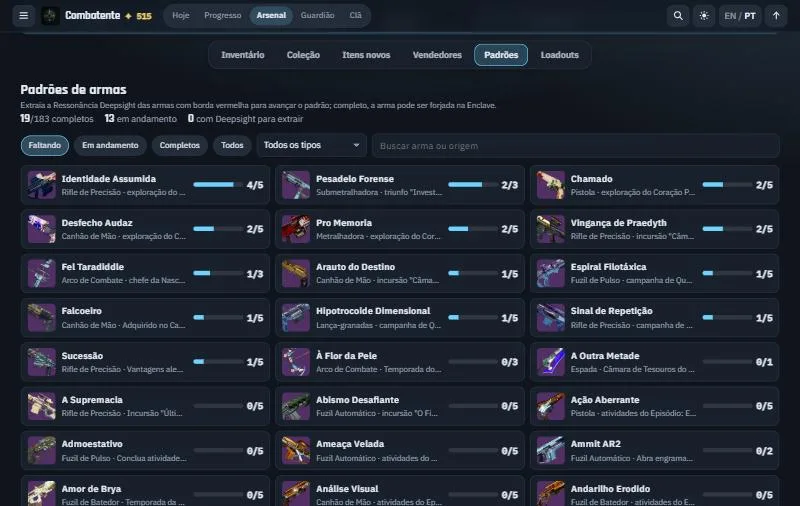 Combatente ✦ 515
Hoje Progresso Arsenal Guardião Clã
EN / PT
Inventário Coleção Itens novos Vendedores Padrões Loadouts
Padrões de armas
Extraia a Ressonância Deepsight das armas com borda vermelha para avançar o padrão; completo, a arma pode ser forjada na Enclave.
19/183 completos 13 em andamento 0 com Deepsight para extrair
Faltando Em andamento Completos Todos Todos os tipos Buscar arma ou origem
Identidade Assumida
Rifle de Precisão · exploração do ...
4/5
Pesadelo Forense
Submetralhadora · triunfo "Invest...
2/3
Chamado
Pistola · exploração do Coração P...
2/5
Desfecho Audaz
Canhão de Mão · exploração do C...
2/5
Pro Memoria
Metralhadora · exploração do Cor...
2/5
Vingança de Praedyth
Rifle de Precisão · incursão "Câm...
2/5
Fel Taradiddle
Arco de Combate · chefe da Nasc...
1/3
Arauto do Destino
Canhão de Mão · incursão "Câma...
1/5
Espiral Filotáxica
Fuzil de Pulso · campanha de Qu...
1/5
Falcoeiro
Canhão de Mão · Adquirido no Ca...
1/5
Hipotrocoide Dimensional
Lança-granadas · campanha de Q...
1/5
Sinal de Repetição
Rifle de Precisão · campanha de ...
1/5
Sucessão
Rifle de Precisão · Vantagens ale...
1/5
À Flor da Pele
Arco de Combate · Temporada do...
0/3
A Outra Metade
Espada · Câmara de Tesouros do ...
0/1
A Supremacia
Rifle de Precisão · Incursão "Últi...
0/5
Abismo Desafiante
Fuzil Automático · incursão "O Fi...
0/5
Ação Aberrante
Pistola · atividades do Episódio: E...
0/5
Admoestativo
Fuzil de Pulso · Conclua atividade...
0/5
Ameaça Velada
Fuzil Automático · atividades do ...
0/5
Ammit AR2
Fuzil Automático · Abra engrama...
0/2
Amor de Brya
Fuzil de Batedor · Temporada da ...
0/5
Análise Visual
Canhão de Mão · atividades do Ep...
0/5
Andarilho Erodido
Fuzil de Batedor · atividades do E...
0/5